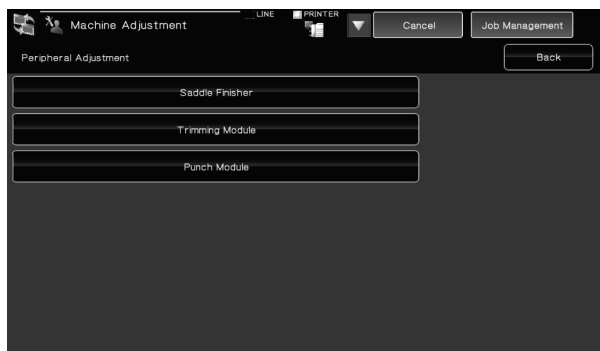 Machine Adjustment
LINE
PRINTER
Cancel
Job Management
Peripheral Adjustment
Back
Saddle Finisher
Trimming Module
Punch Module